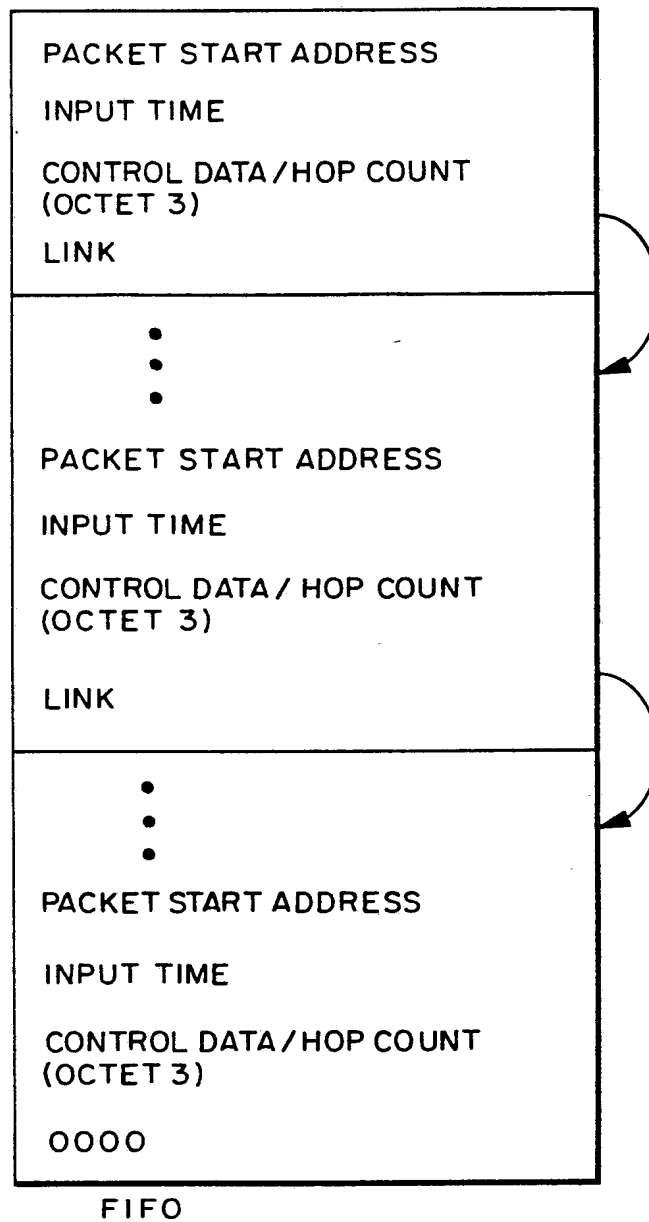 PACKET START ADDRESS
INPUT TIME
CONTROL DATA/HOP COUNT
(OCTET 3)
LINK
PACKET START ADDRESS
INPUT TIME
CONTROL DATA/ HOP COUNT
(OCTET 3)
LINK
PACKET START ADDRESS
INPUT TIME
CONTROL DATA/HOP COUNT
(OCTET 3)
0000
FIFO